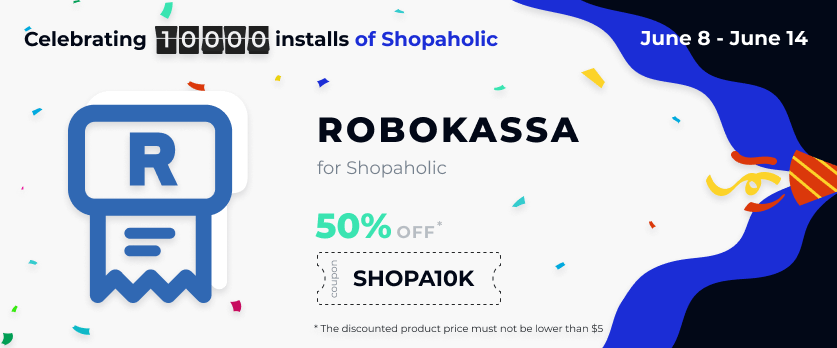 Celebrating 10000 installs of Shopaholic
June 8 - June 14
R
ROBOKASSA
for Shopaholic
50% OFF*
coupon
SHOPA10K
* The discounted product price must not be lower than $5